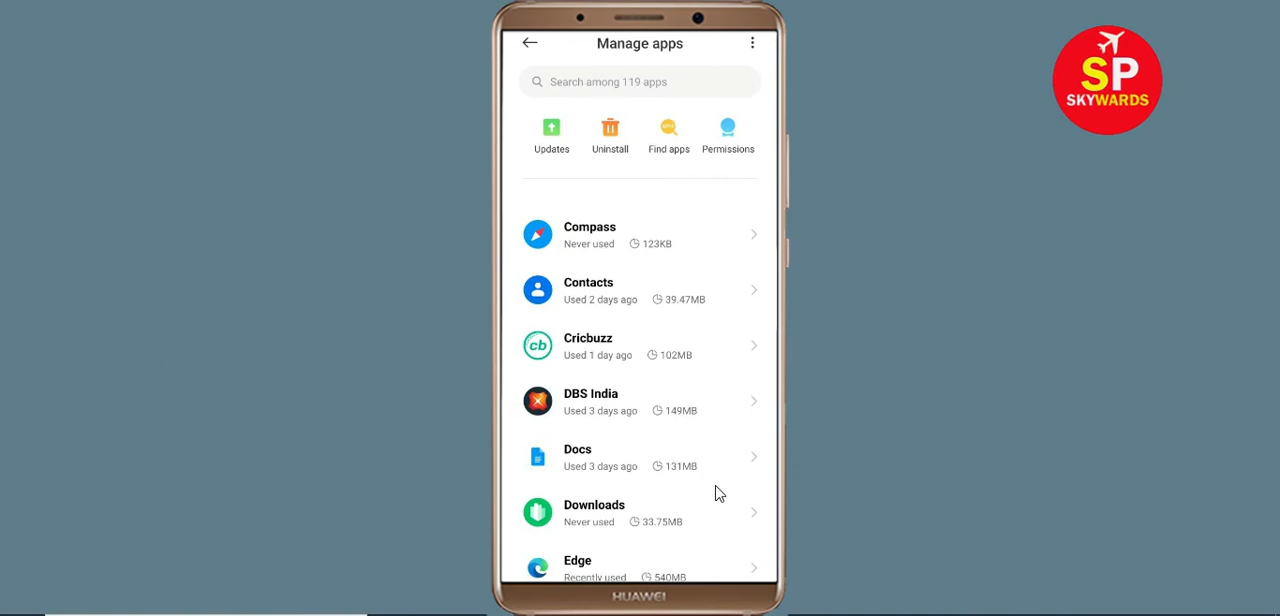 Manage apps
Search among 119 apps
Updates Uninstall Find apps Permissions
Compass
Never used 123KB
Contacts
Used 2 days ago 39.47MB
cb
Cricbuzz
Used 1 day ago 102MB
DBS India
Used 3 days ago 149MB
Docs
Used 3 days ago 131MB
Downloads
Never used 33.75MB
Edge
Recently used 540MB
HUAWEI
SP
SKYWARDS